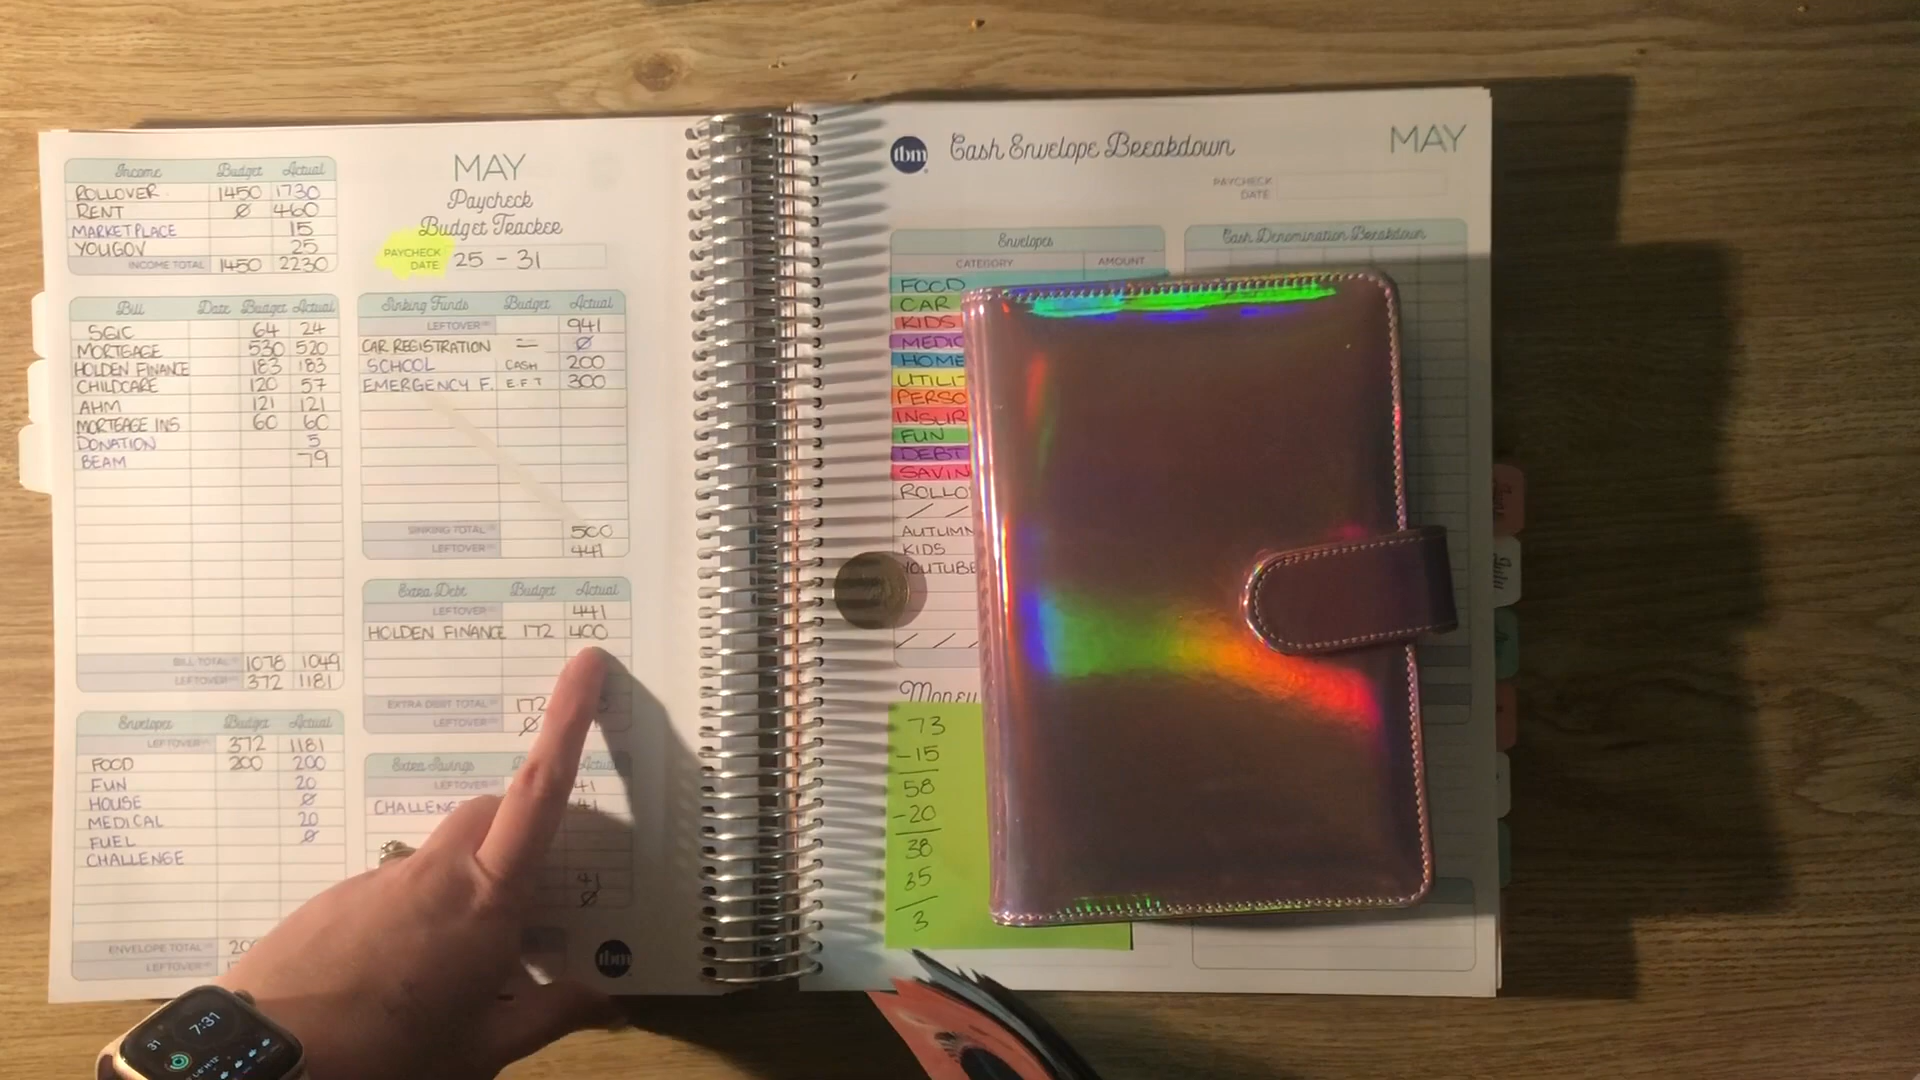 Income Budget Actual
ROLLOVER 1450 1730
RENT Ø 460
MARKETPLACE 15
YOUGOV 25
INCOME TOTAL 1450 2230
MAY
Paycheck
Budget Tracker
PAYCHECK DATE 25 - 31
Bill Date Budget Actual
SGIC 64 24
MORTGAGE 530 520
HOLDEN FINANCE 183 183
CHILDCARE 120 57
AHM 121 121
MORTGAGE INS 60 60
DONATION 5
BEAM 79
BILL TOTAL 1078 1049
LEFTOVER 372 1181
Envelopes Budget Actual
LEFTOVER 372 1181
FOOD 200 200
FUN 20
HOUSE Ø
MEDICAL 20
FUEL Ø
CHALLENGE
ENVELOPE TOTAL
LEFTOVER
Sinking Funds Budget Actual
LEFTOVER 941
CAR REGISTRATION — Ø
SCHOOL CASH 200
EMERGENCY F. E.F.T 300
SINKING TOTAL 500
LEFTOVER 441
Extra Debt Budget Actual
LEFTOVER 441
HOLDEN FINANCE 172 400
EXTRA DEBT TOTAL 172
LEFTOVER Ø
Extra Savings Actual
LEFTOVER 41
41
41
Ø
tbm
tbm
Cash Envelope Breakdown
MAY
PAYCHECK DATE
Envelopes
CATEGORY AMOUNT
FOOD
CAR
KIDS
HOME
FUN
DEBT
AUTUMN
KIDS
YOUTUBE
Cash Denomination Breakdown
Money
73
-15
58
-20
38
35
3
31
7:31